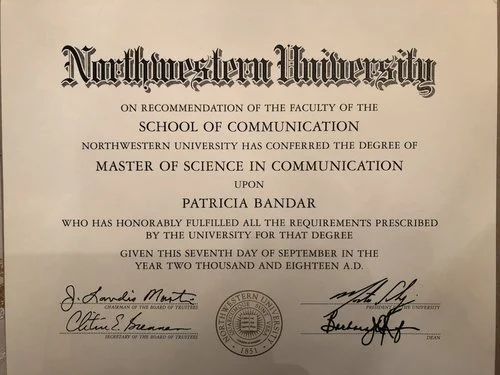 Northwestern University
ON RECOMMENDATION OF THE FACULTY OF THE
SCHOOL OF COMMUNICATION
NORTHWESTERN UNIVERSITY HAS CONFERRED THE DEGREE OF
MASTER OF SCIENCE IN COMMUNICATION
UPON
PATRICIA BANDAR
WHO HAS HONORABLY FULFILLED ALL THE REQUIREMENTS PRESCRIBED
BY THE UNIVERSITY FOR THAT DEGREE
GIVEN THIS SEVENTH DAY OF SEPTEMBER IN THE
YEAR TWO THOUSAND AND EIGHTEEN A.D.
J. Landis Martin
CHAIRMAN OF THE BOARD OF TRUSTEES
SECRETARY OF THE BOARD OF TRUSTEES
NORTHWESTERN UNIVERSITY
1851
PRESIDENT THE UNIVERSITY
DEAN